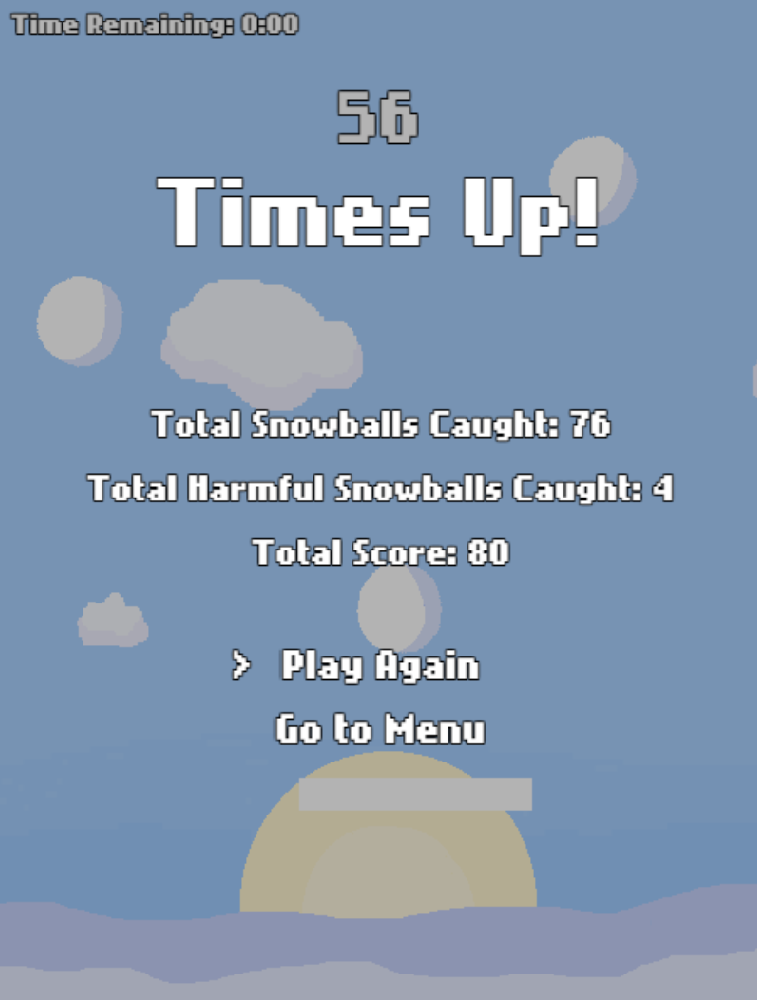 Time Remaining: 0:00
56
Times Up!
Total Snowballs Caught: 76
Total Harmful Snowballs Caught: 4
Total Score: 80
> Play Again
Go to Menu